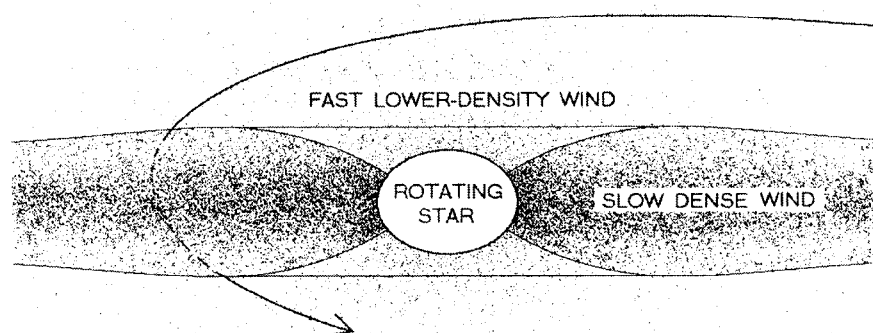 FAST LOWER-DENSITY WIND
ROTATING
STAR
SLOW DENSE WIND